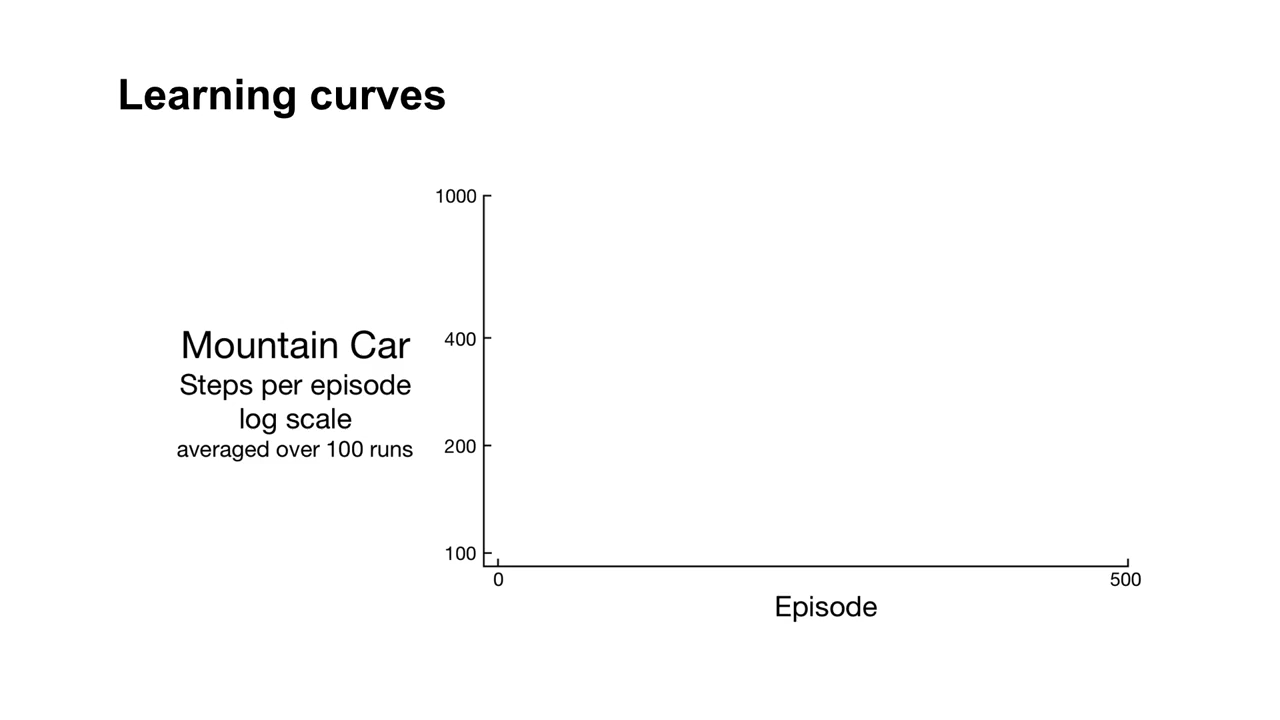 Learning curves
1000
400
200
100
Mountain Car
Steps per episode
log scale
averaged over 100 runs
0
500
Episode